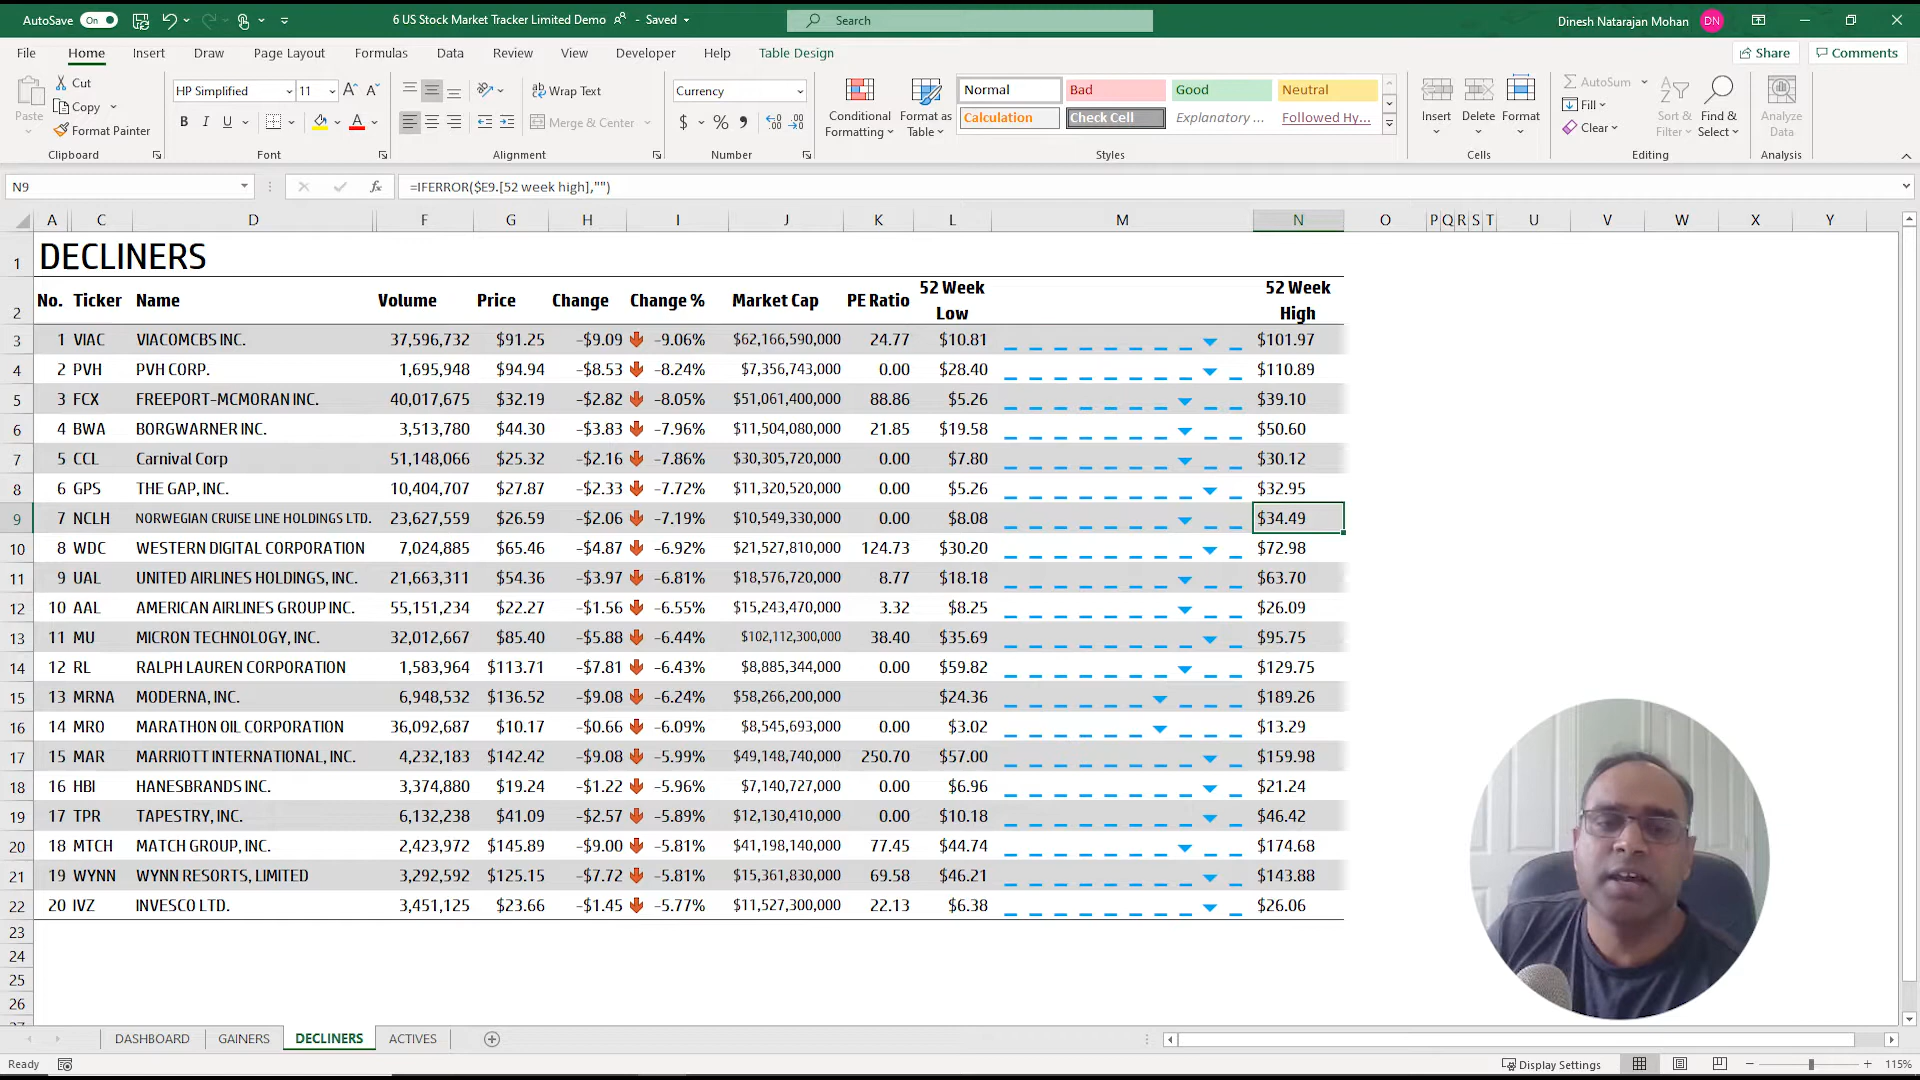 AutoSave On 6 US Stock Market Tracker Limited Demo - Saved Search Dinesh Natarajan Mohan DN
File Home Insert Draw Page Layout Formulas Data Review View Developer Help Table Design Share Comments
Paste Cut Copy Format Painter Clipboard
HP Simplified 11 B I U A A Font
Wrap Text Merge & Center Alignment
Currency $ % Number
Conditional Formatting Format as Table Normal Bad Good Neutral Calculation Check Cell Explanatory ... Followed Hy... Styles
Insert Delete Format Cells
AutoSum Fill Clear Sort & Filter Find & Select Editing
Analyze Data Analysis
N9 fx =IFERROR($E9.[52 week high],"")
A C D F G H I J K L M N O P Q R S T U V W X Y
1 DECLINERS
2 No. Ticker Name Volume Price Change Change % Market Cap PE Ratio 52 Week Low 52 Week High
3 1 VIAC VIACOMCBS INC. 37,596,732 $91.25 -$9.09 -9.06% $62,166,590,000 24.77 $10.81 $101.97
4 2 PVH PVH CORP. 1,695,948 $94.94 -$8.53 -8.24% $7,356,743,000 0.00 $28.40 $110.89
5 3 FCX FREEPORT-MCMORAN INC. 40,017,675 $32.19 -$2.82 -8.05% $51,061,400,000 88.86 $5.26 $39.10
6 4 BWA BORGWARNER INC. 3,513,780 $44.30 -$3.83 -7.96% $11,504,080,000 21.85 $19.58 $50.60
7 5 CCL Carnival Corp 51,148,066 $25.32 -$2.16 -7.86% $30,305,720,000 0.00 $7.80 $30.12
8 6 GPS THE GAP, INC. 10,404,707 $27.87 -$2.33 -7.72% $11,320,520,000 0.00 $5.26 $32.95
9 7 NCLH NORWEGIAN CRUISE LINE HOLDINGS LTD. 23,627,559 $26.59 -$2.06 -7.19% $10,549,330,000 0.00 $8.08 $34.49
10 8 WDC WESTERN DIGITAL CORPORATION 7,024,885 $65.46 -$4.87 -6.92% $21,527,810,000 124.73 $30.20 $72.98
11 9 UAL UNITED AIRLINES HOLDINGS, INC. 21,663,311 $54.36 -$3.97 -6.81% $18,576,720,000 8.77 $18.18 $63.70
12 10 AAL AMERICAN AIRLINES GROUP INC. 55,151,234 $22.27 -$1.56 -6.55% $15,243,470,000 3.32 $8.25 $26.09
13 11 MU MICRON TECHNOLOGY, INC. 32,012,667 $85.40 -$5.88 -6.44% $102,112,300,000 38.40 $35.69 $95.75
14 12 RL RALPH LAUREN CORPORATION 1,583,964 $113.71 -$7.81 -6.43% $8,885,344,000 0.00 $59.82 $129.75
15 13 MRNA MODERNA, INC. 6,948,532 $136.52 -$9.08 -6.24% $58,266,200,000 $24.36 $189.26
16 14 MRO MARATHON OIL CORPORATION 36,092,687 $10.17 -$0.66 -6.09% $8,545,693,000 0.00 $3.02 $13.29
17 15 MAR MARRIOTT INTERNATIONAL, INC. 4,232,183 $142.42 -$9.08 -5.99% $49,148,740,000 250.70 $57.00 $159.98
18 16 HBI HANESBRANDS INC. 3,374,880 $19.24 -$1.22 -5.96% $7,140,727,000 0.00 $6.96 $21.24
19 17 TPR TAPESTRY, INC. 6,132,238 $41.09 -$2.57 -5.89% $12,130,410,000 0.00 $10.18 $46.42
20 18 MTCH MATCH GROUP, INC. 2,423,972 $145.89 -$9.00 -5.81% $41,198,140,000 77.45 $44.74 $174.68
21 19 WYNN WYNN RESORTS, LIMITED 3,292,592 $125.15 -$7.72 -5.81% $15,361,830,000 69.58 $46.21 $143.88
22 20 IVZ INVESCO LTD. 3,451,125 $23.66 -$1.45 -5.77% $11,527,300,000 22.13 $6.38 $26.06
23
24
25
26
DASHBOARD GAINERS DECLINERS ACTIVES
Ready Display Settings 115%